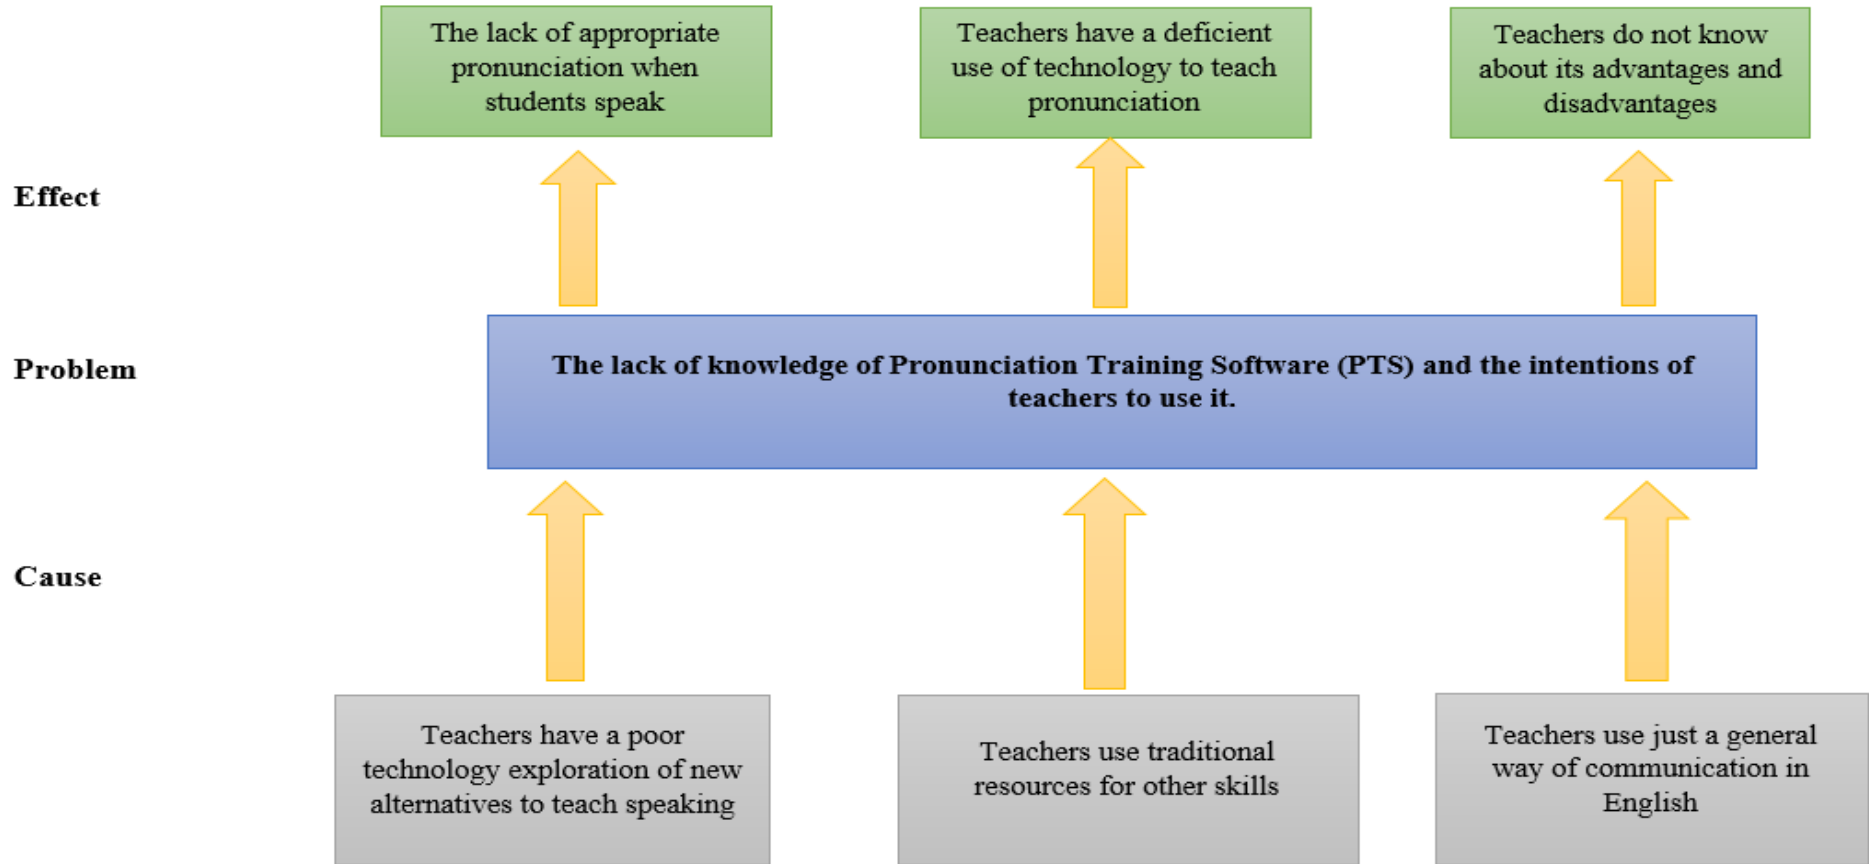 The lack of appropriate
pronunciation when
students speak
Teachers have a deficient
use of technology to teach
pronunciation
Teachers do not know
about its advantages and
disadvantages
Effect
Problem
The lack of knowledge of Pronunciation Training Software (PTS) and the intentions of
teachers to use it.
Cause
Teachers have a poor
technology exploration of new
alternatives to teach speaking
Teachers use traditional
resources for other skills
Teachers use just a general
way of communication in
English